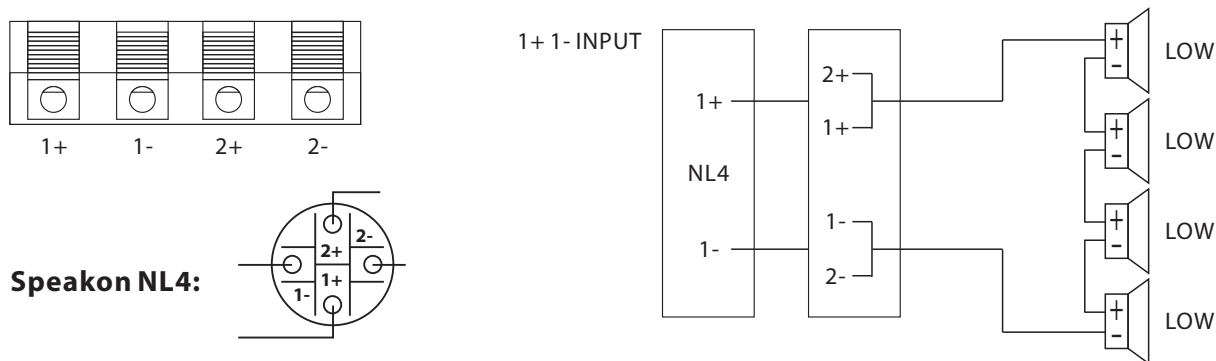 1+ 1- 2+ 2-
Speakon NL4:
2+
2-
1+
1-
1+ 1- INPUT
1+
NL4
1-
2+
1+
1-
2-
+
-
LOW
+
-
LOW
+
-
LOW
+
-
LOW